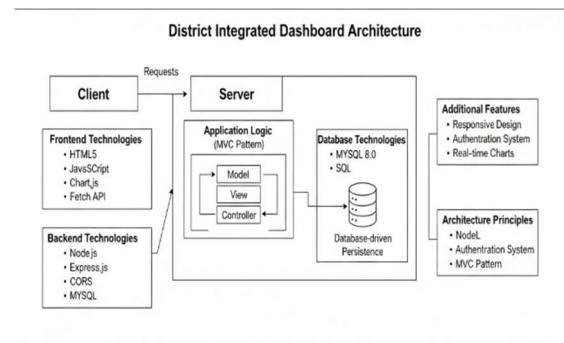 District Integrated Dashboard Architecture
Requests
Client
Server
Frontend Technologies
• HTML5
• JavsSCript
• Chart,js
• Fetch API
Backend Technologies
• Node js
• Express.js
• CORS
• MYSQL
Application Logic
(MVC Pattern)
Model
View
Controller
Database Technologies
• MYSQL 8.0
• SQL
Database-driven
Persistence
Additional Features
• Responsive Design
• Authentration System
• Real-time Charts
Architecture Principles
• NodeL
• Authentration System
• MVC Pattern